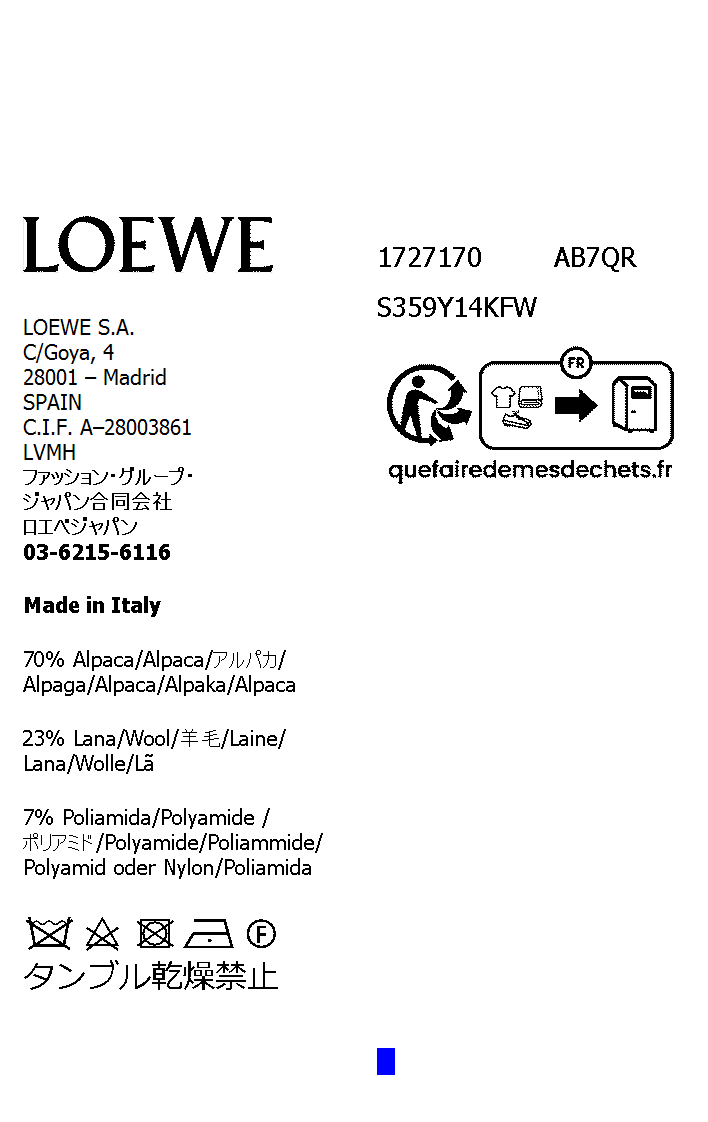 LOEWE
LOEWE S.A.
C/Goya, 4
28001 – Madrid
SPAIN
C.I.F. A–28003861
LVMH
ファッション・グループ・
ジャパン合同会社
ロエベジャパン
03-6215-6116
Made in Italy
70% Alpaca/Alpaca/アルパカ/
Alpaga/Alpaca/Alpaka/Alpaca
23% Lana/Wool/羊毛/Laine/
Lana/Wolle/Lã
7% Poliamida/Polyamide /
ポリアミド/Polyamide/Poliammide/
Polyamid oder Nylon/Poliamida
F
タンブル乾燥禁止
1727170 AB7QR
S359Y14KFW
FR
quefairedemesdechets.fr